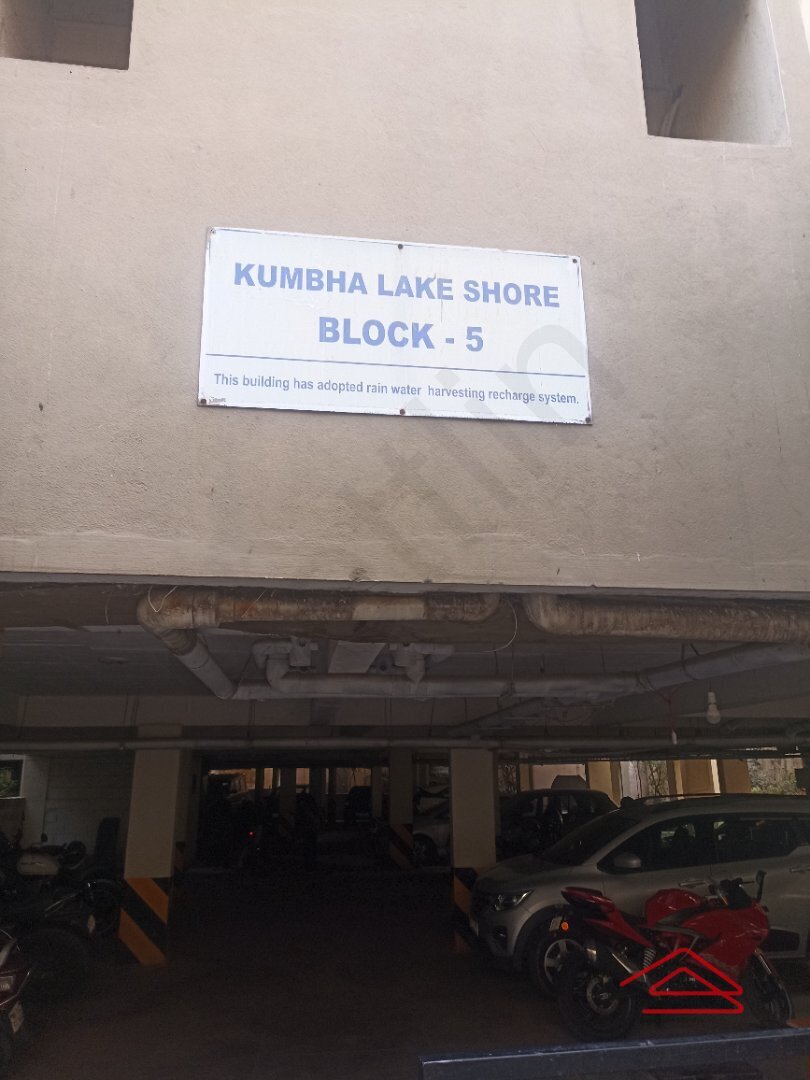 KUMBHA LAKE SHORE
BLOCK - 5
This building has adopted rain water harvesting recharge system.